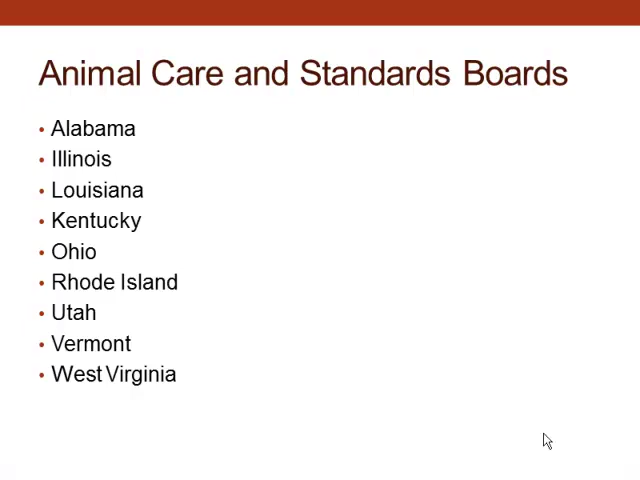 Animal Care and Standards Boards
• Alabama
• Illinois
• Louisiana
• Kentucky
• Ohio
• Rhode Island
• Utah
• Vermont
• West Virginia